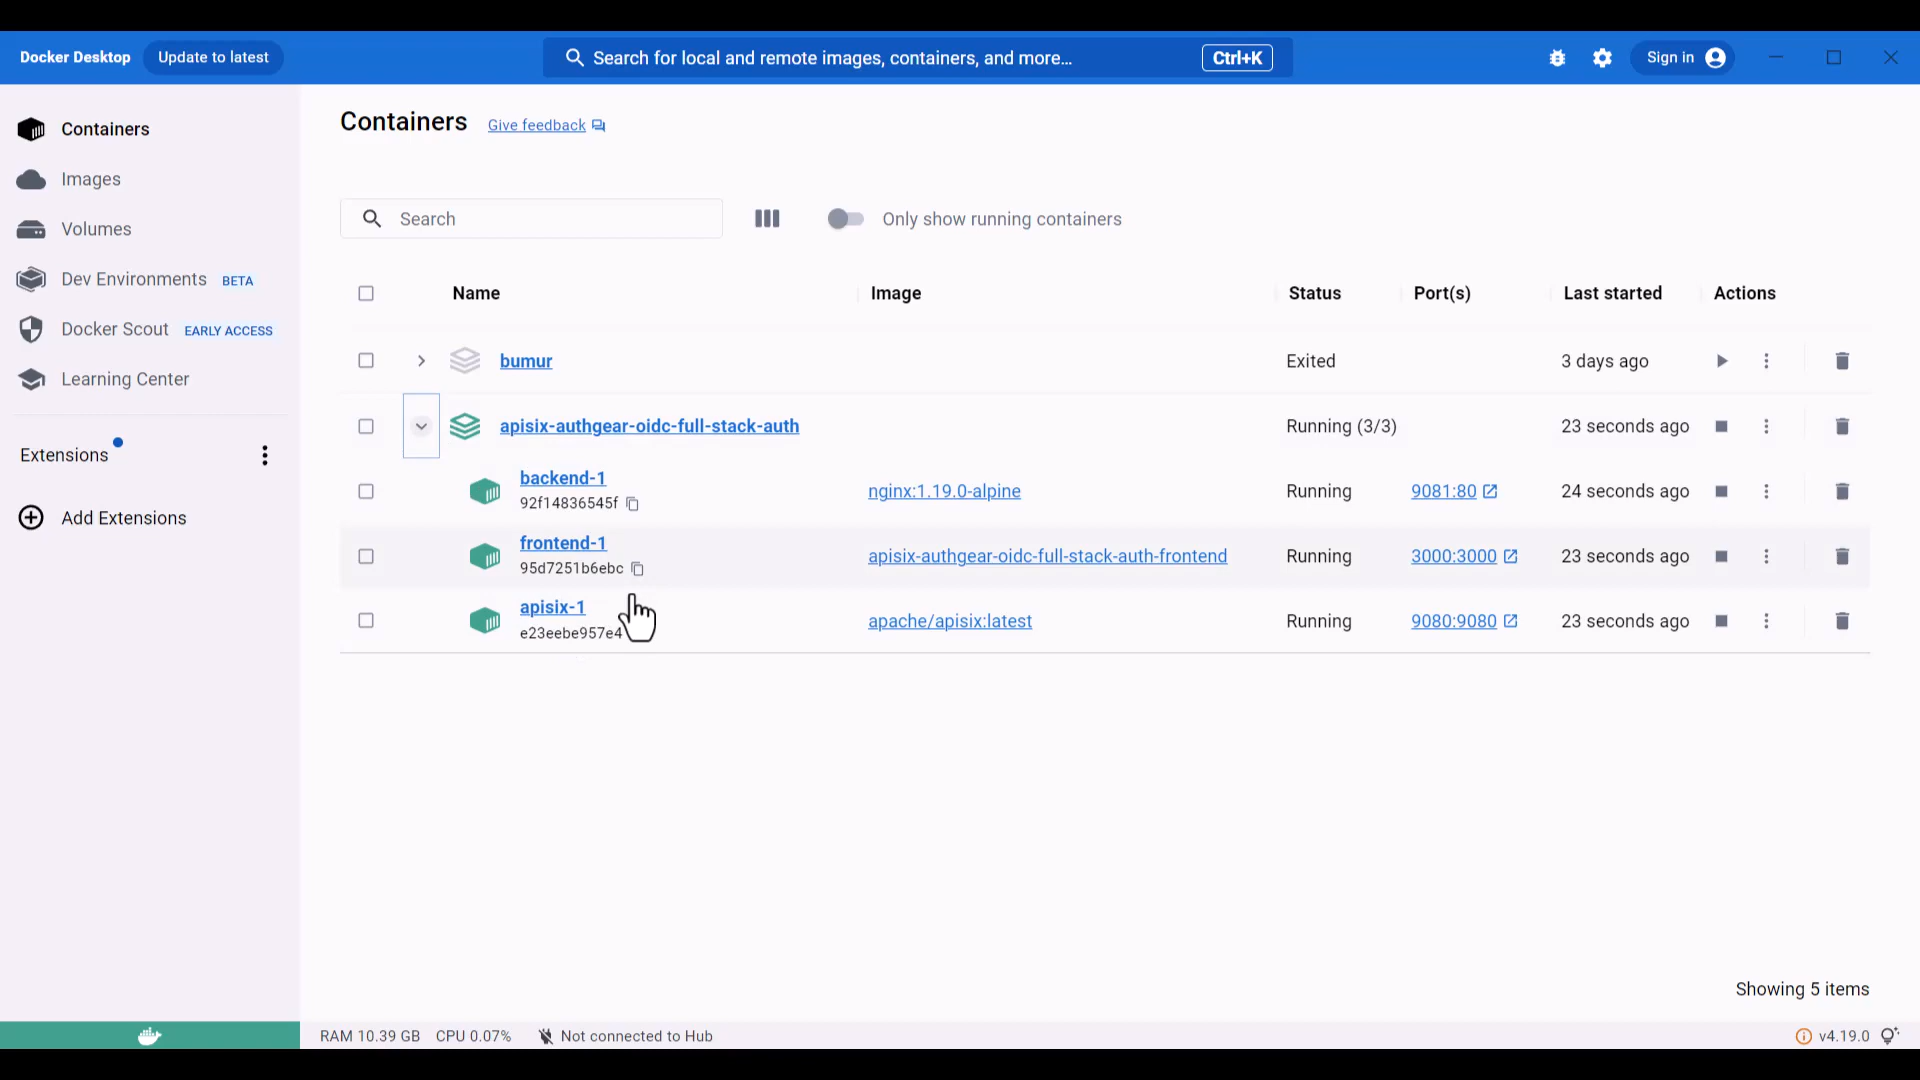 Docker Desktop Update to latest Search for local and remote images, containers, and more... Ctrl+K Sign in
Containers
Images
Volumes
Dev Environments BETA
Docker Scout EARLY ACCESS
Learning Center
Extensions
Add Extensions
Containers Give feedback
Search Only show running containers
Name Image Status Port(s) Last started Actions
bumur Exited 3 days ago
apisix-authgear-oidc-full-stack-auth Running (3/3) 23 seconds ago
backend-1
92f14836545f
nginx:1.19.0-alpine Running 9081:80 24 seconds ago
frontend-1
95d7251b6ebc
apisix-authgear-oidc-full-stack-auth-frontend Running 3000:3000 23 seconds ago
apisix-1
e23eebe957e4
apache/apisix:latest Running 9080:9080 23 seconds ago
Showing 5 items
RAM 10.39 GB CPU 0.07% Not connected to Hub v4.19.0